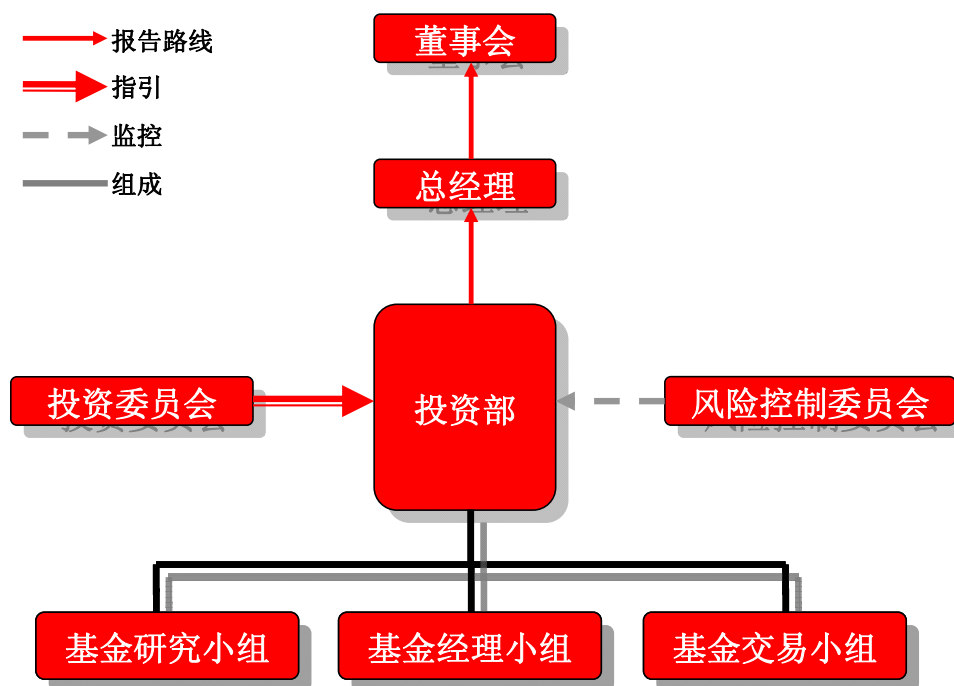 报告路线
指引
监控
组成
董事会
总经理
投资委员会
投资部
风险控制委员会
基金研究小组
基金经理小组
基金交易小组